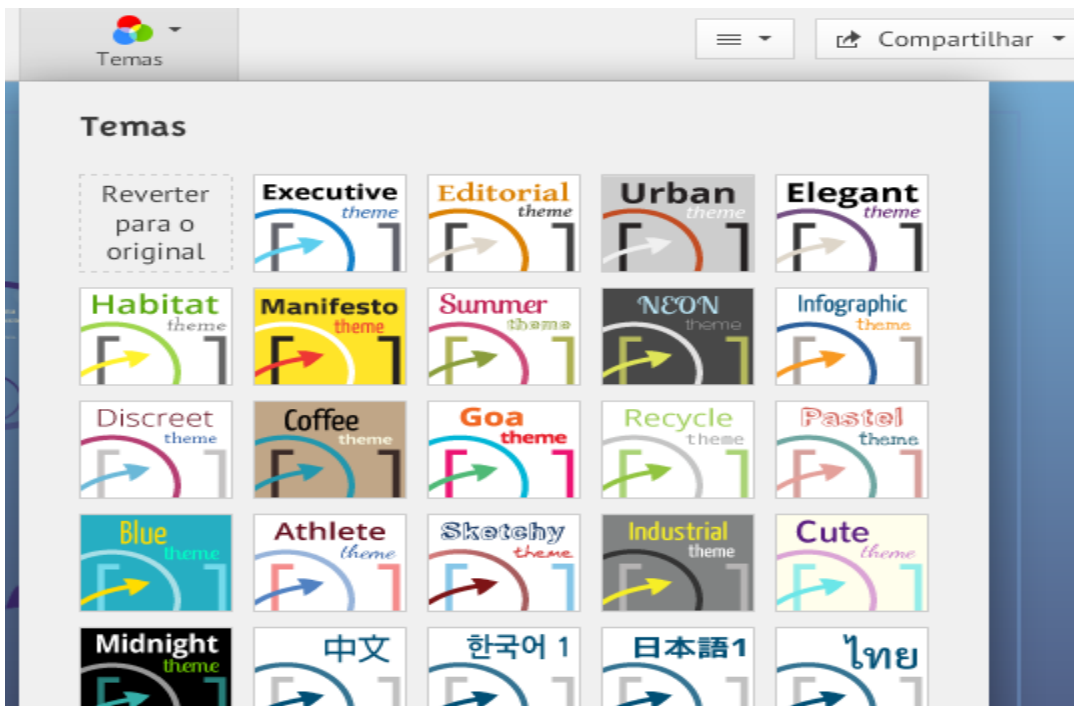 Temas
Compartilhar
Temas
Reverter
para o
original
Executive
theme
Editorial
theme
Urban
theme
Elegant
theme
Habitat
theme
Manifesto
theme
Summer
theme
NEON
theme
Infographic
theme
Discreet
theme
Coffee
theme
Goa
theme
Recycle
theme
Pastel
theme
Blue
theme
Athlete
theme
Sketchy
theme
Industrial
theme
Cute
theme
Midnight
theme
中文
한국어 1
日本語1
ไทย